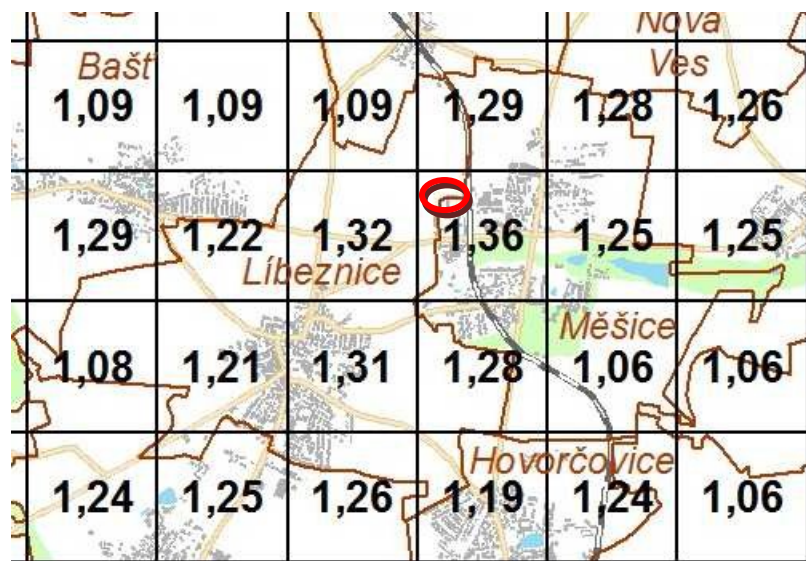 Nová
Bašť
Ves
1,09 1,09 1,09 1,29 1,28 1,26
1,29 1,22 1,32 1,36 1,25 1,25
Líbeznice
Měšice
1,08 1,21 1,31 1,28 1,06 1,06
Hovorčovice
1,24 1,25 1,26 1,19 1,24 1,06